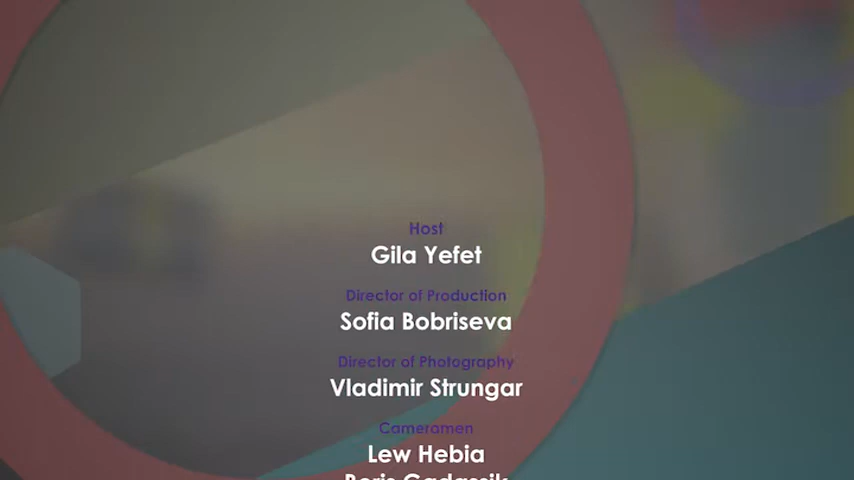 Host
Gila Yefet
Director of Production
Sofia Bobriseva
Director of Photography
Vladimir Strungar
Cameramen
Lew Hebia